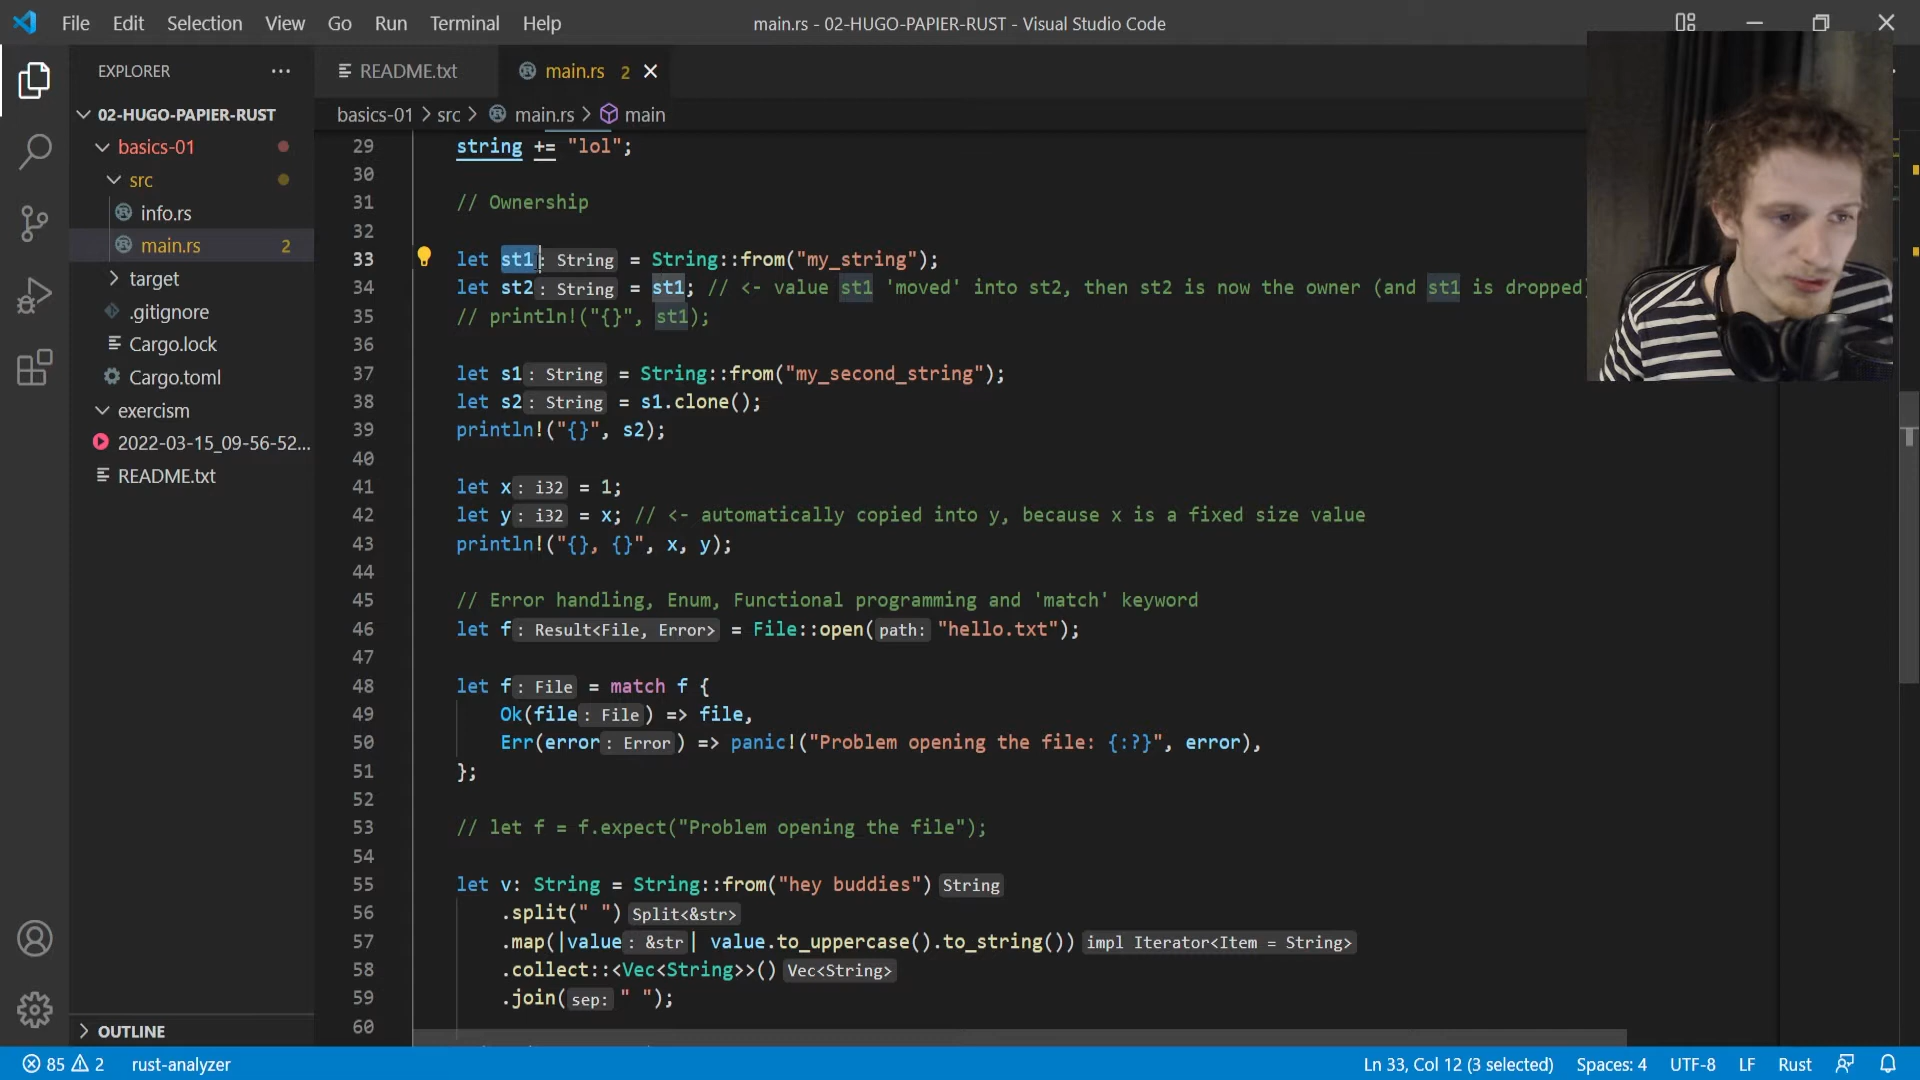 File Edit Selection View Go Run Terminal Help
main.rs - 02-HUGO-PAPIER-RUST - Visual Studio Code
EXPLORER
README.txt
main.rs 2
02-HUGO-PAPIER-RUST
basics-01
src
info.rs
main.rs 2
target
.gitignore
Cargo.lock
Cargo.toml
exercism
2022-03-15_09-56-52...
README.txt
OUTLINE
basics-01 > src > main.rs > main
29 string += "lol";
30
31 // Ownership
32
33 let st1: String = String::from("my_string");
34 let st2: String = st1; // <- value st1 'moved' into st2, then st2 is now the owner (and st1 is dropped)
35 // println!("{}", st1);
36
37 let s1: String = String::from("my_second_string");
38 let s2: String = s1.clone();
39 println!("{}", s2);
40
41 let x: i32 = 1;
42 let y: i32 = x; // <- automatically copied into y, because x is a fixed size value
43 println!("{}, {}", x, y);
44
45 // Error handling, Enum, Functional programming and 'match' keyword
46 let f: Result<File, Error> = File::open(path: "hello.txt");
47
48 let f: File = match f {
49 Ok(file: File) => file,
50 Err(error: Error) => panic!("Problem opening the file: {:?}", error),
51 };
52
53 // let f = f.expect("Problem opening the file");
54
55 let v: String = String::from("hey buddies") String
56 .split(" ") Split<&str>
57 .map(|value: &str| value.to_uppercase().to_string()) impl Iterator<Item = String>
58 .collect::<Vec<String>>() Vec<String>
59 .join(sep: " ");
60
85 2 rust-analyzer
Ln 33, Col 12 (3 selected) Spaces: 4 UTF-8 LF Rust